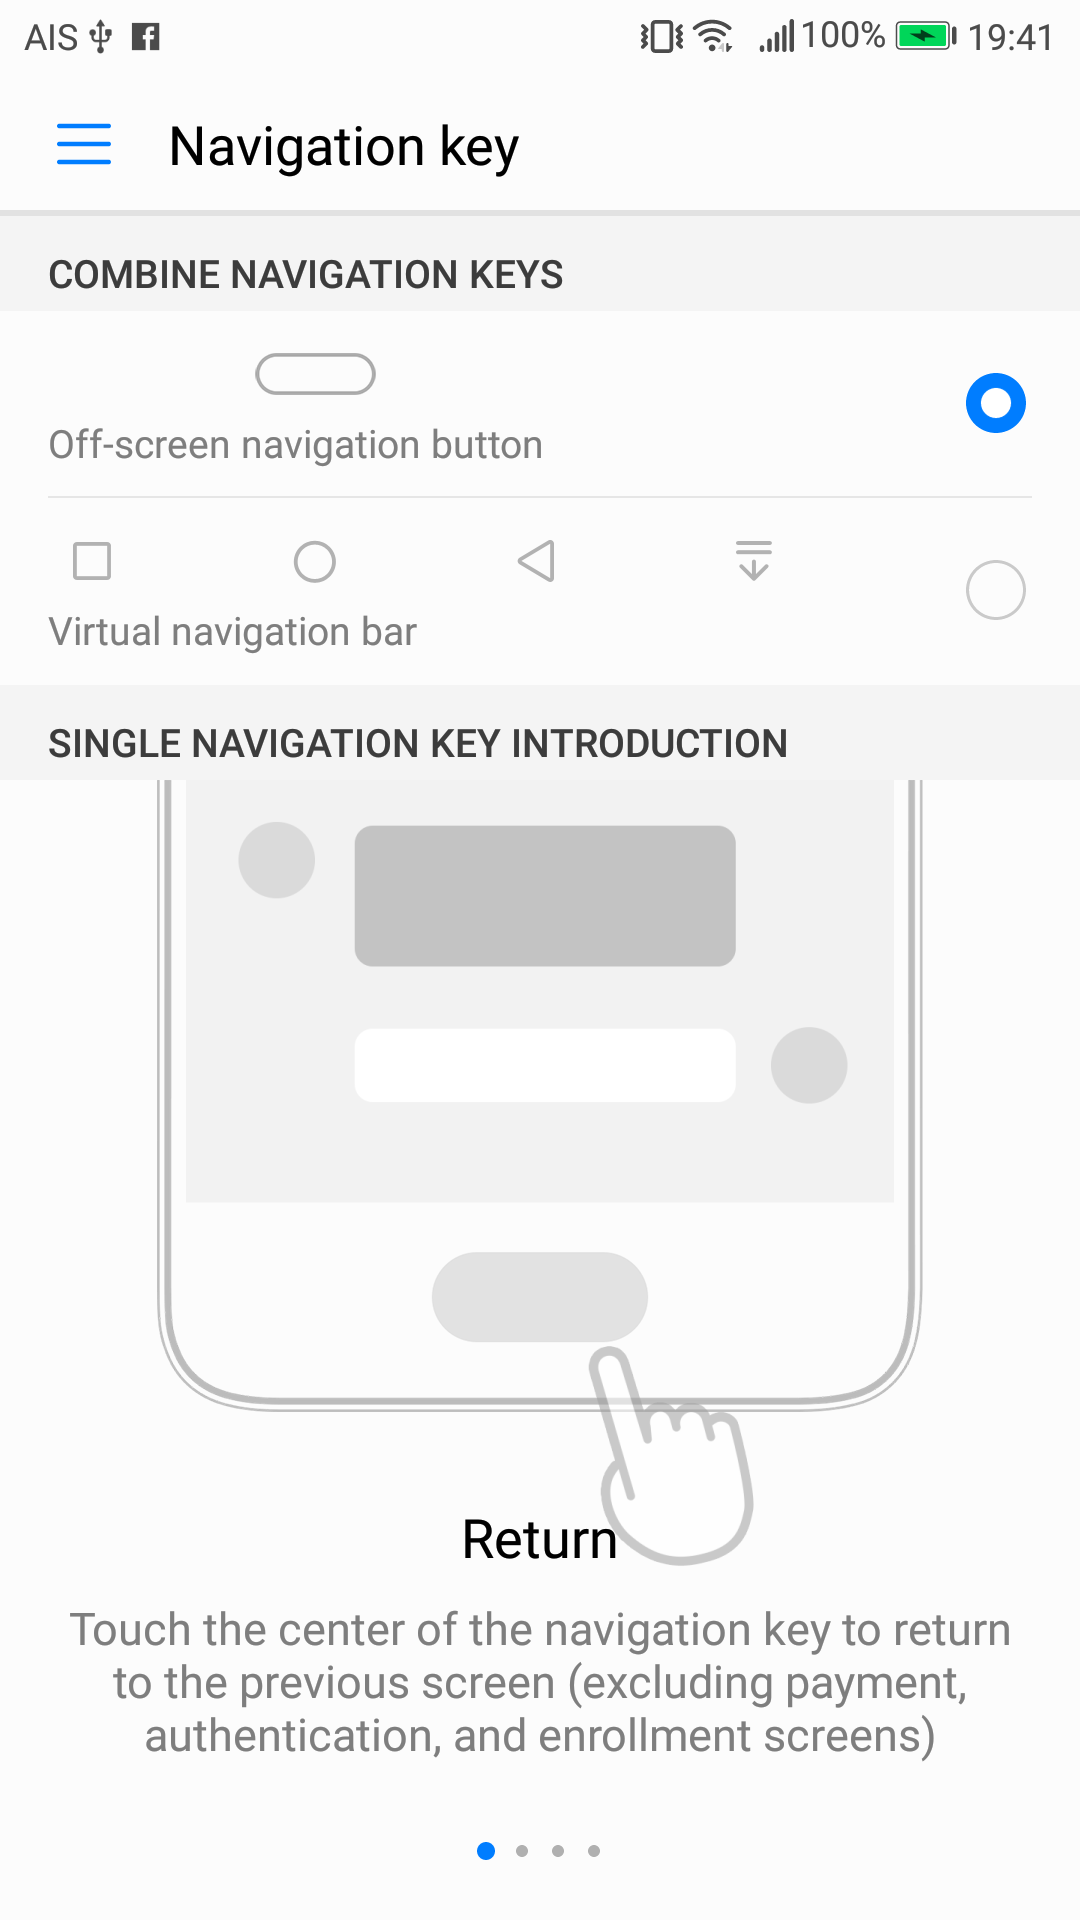 AIS 100% 19:41
Navigation key
COMBINE NAVIGATION KEYS
Off-screen navigation button
Virtual navigation bar
SINGLE NAVIGATION KEY INTRODUCTION
Return
Touch the center of the navigation key to return
to the previous screen (excluding payment,
authentication, and enrollment screens)